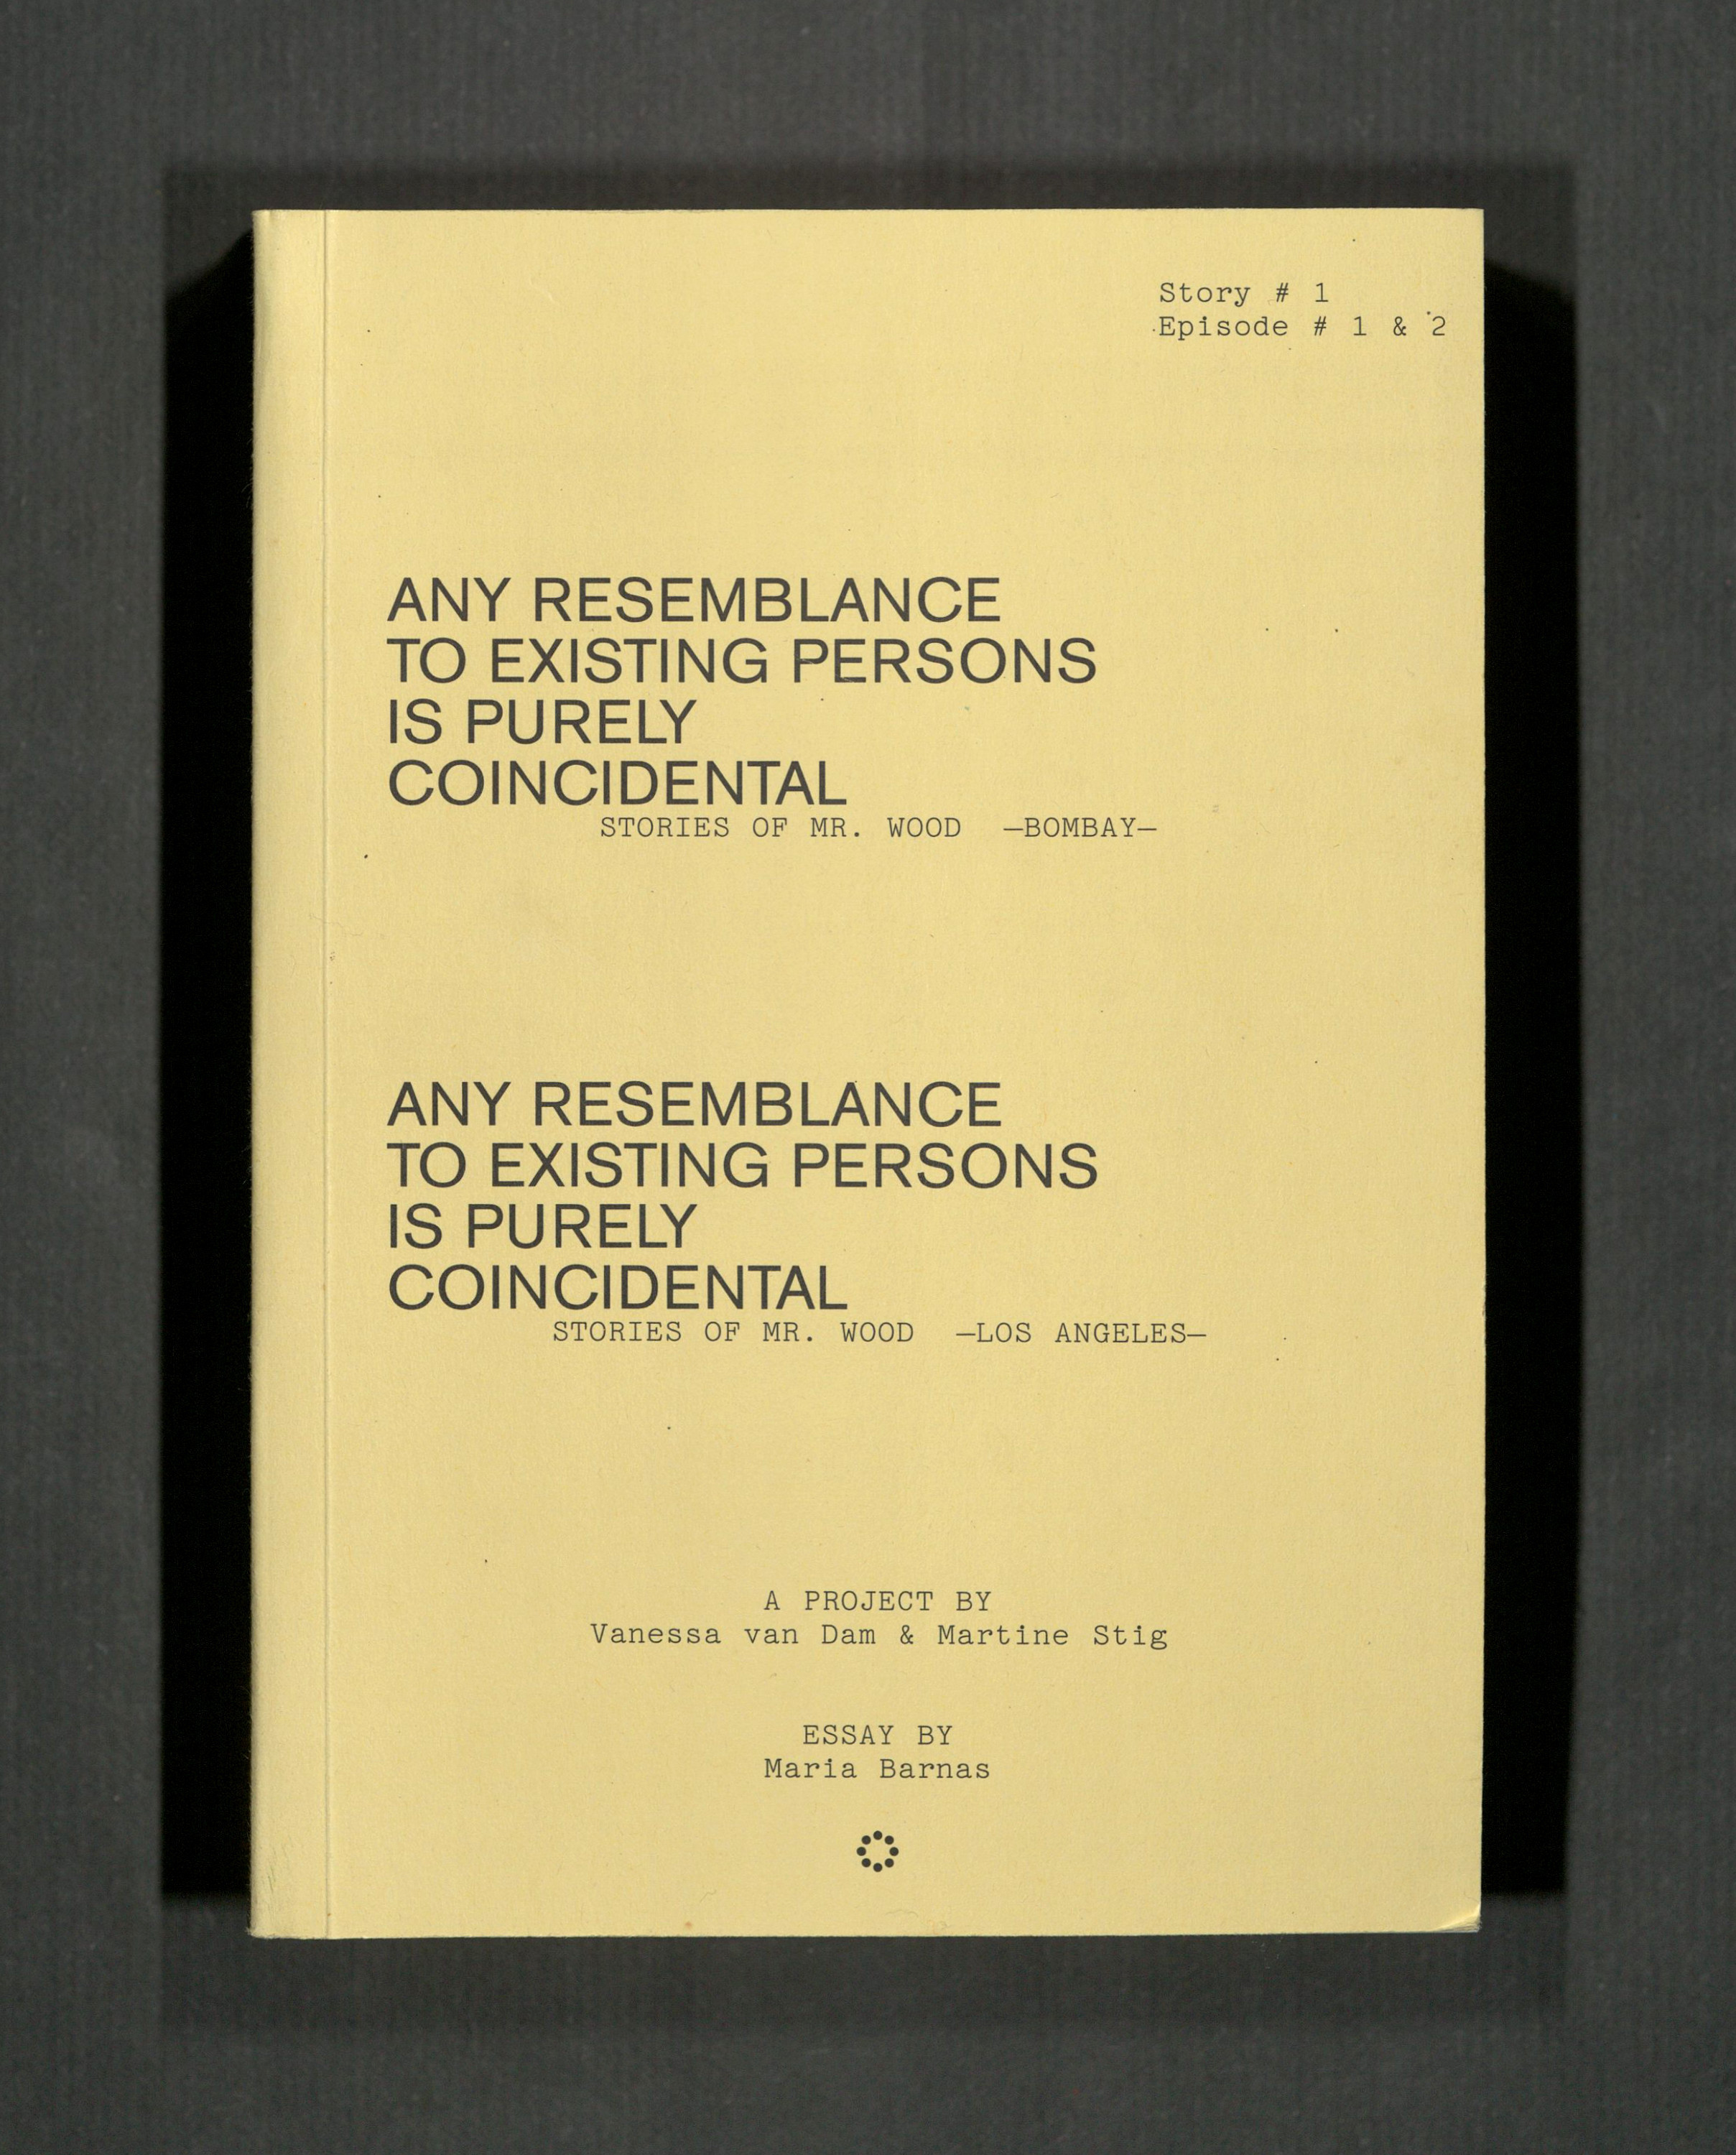 Story # 1
Episode # 1 & 2
ANY RESEMBLANCE
TO EXISTING PERSONS
IS PURELY
COINCIDENTAL
STORIES OF MR. WOOD —BOMBAY—
ANY RESEMBLANCE
TO EXISTING PERSONS
IS PURELY
COINCIDENTAL
STORIES OF MR. WOOD —LOS ANGELES—
A PROJECT BY
Vanessa van Dam & Martine Stig
ESSAY BY
Maria Barnas